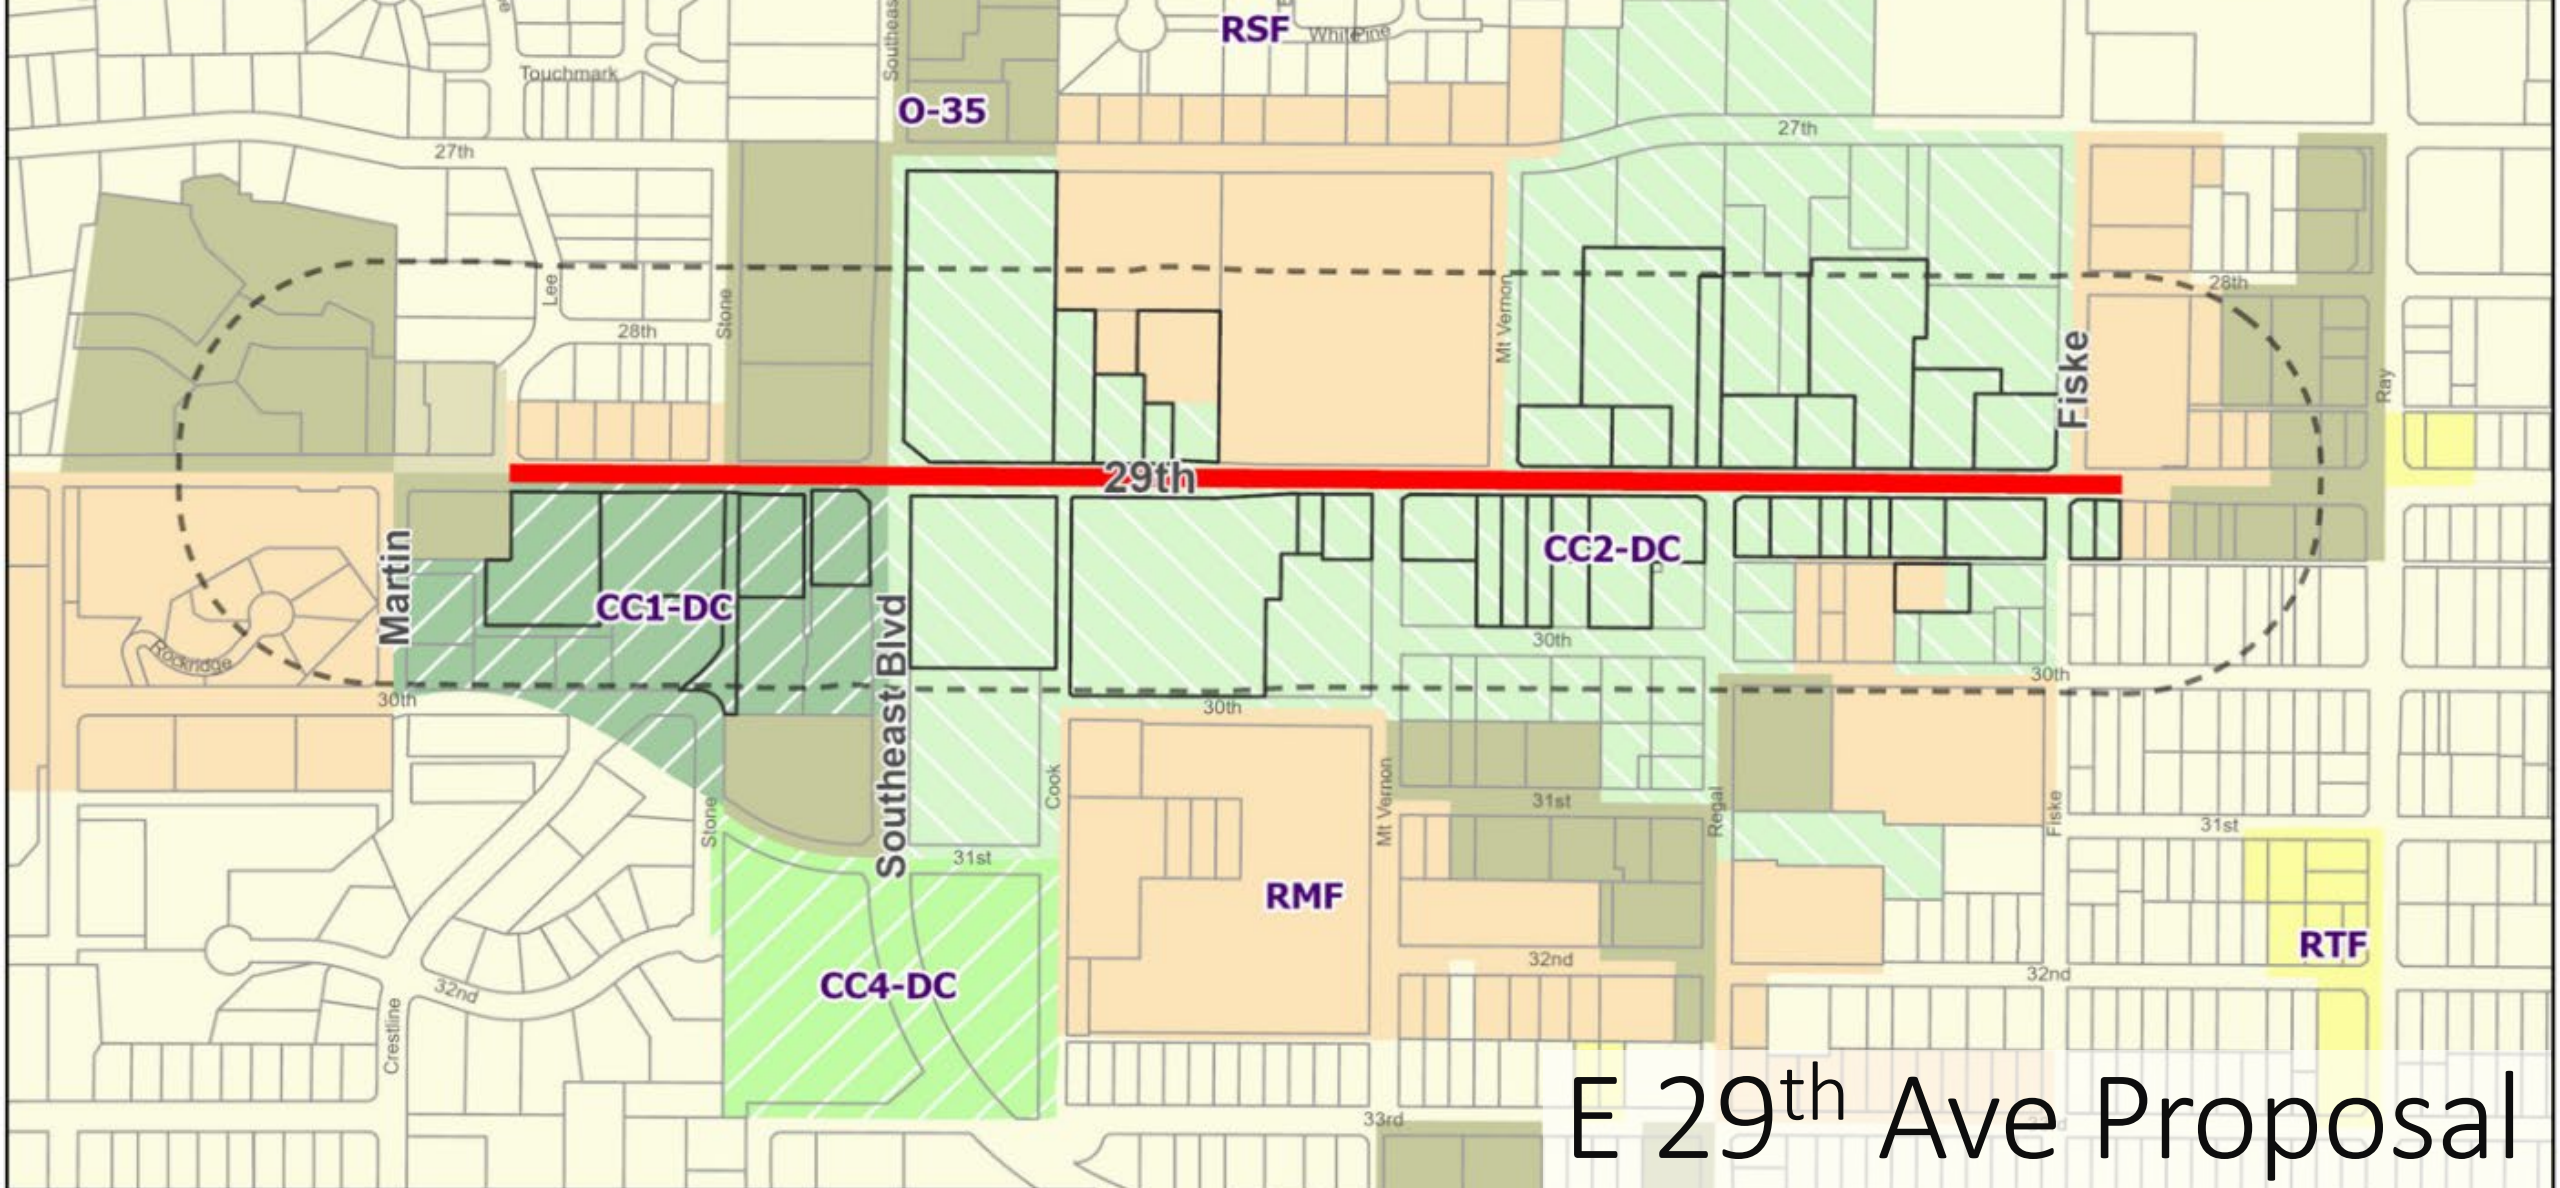 RSF
WhitePine
Touchmark
Southeas
O-35
27th
27th
Lee
Stone
28th
Mt Vernon
28th
Fiske
Ray
29th
Martin
CC1-DC
CC2-DC
Southeast Blvd
Rockridge
30th
30th
30th
30th
Cook
Stone
Mt Vernon
Regal
Fiske
31st
31st
31st
RMF
RTF
CC4-DC
32nd
32nd
32nd
Crestline
33rd
E 29th Ave Proposal